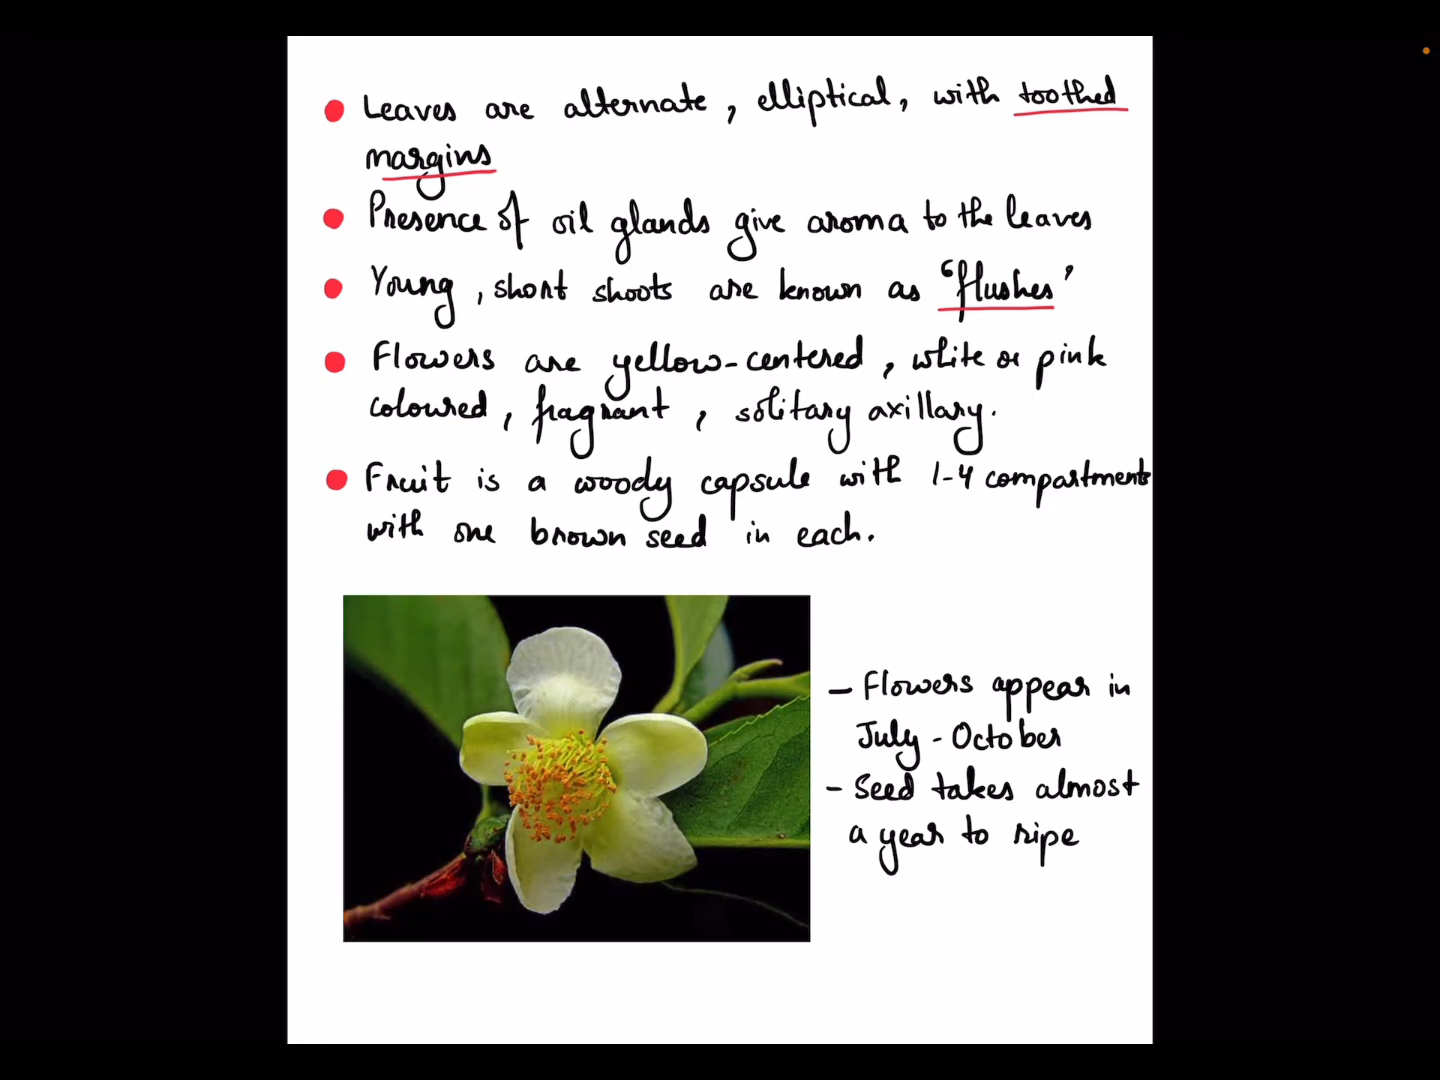 Leaves are alternate, elliptical, with toothed
margins
Presence of oil glands give aroma to the leaves
Young, short shoots are known as "flushes"
Flowers are yellow-centered, white or pink
coloured, fragrant, solitary axillary.
Fruit is a woody capsule with 1-4 compartments
with one brown seed in each.
- Flowers appear in
July - October
- Seed takes almost
a year to ripe